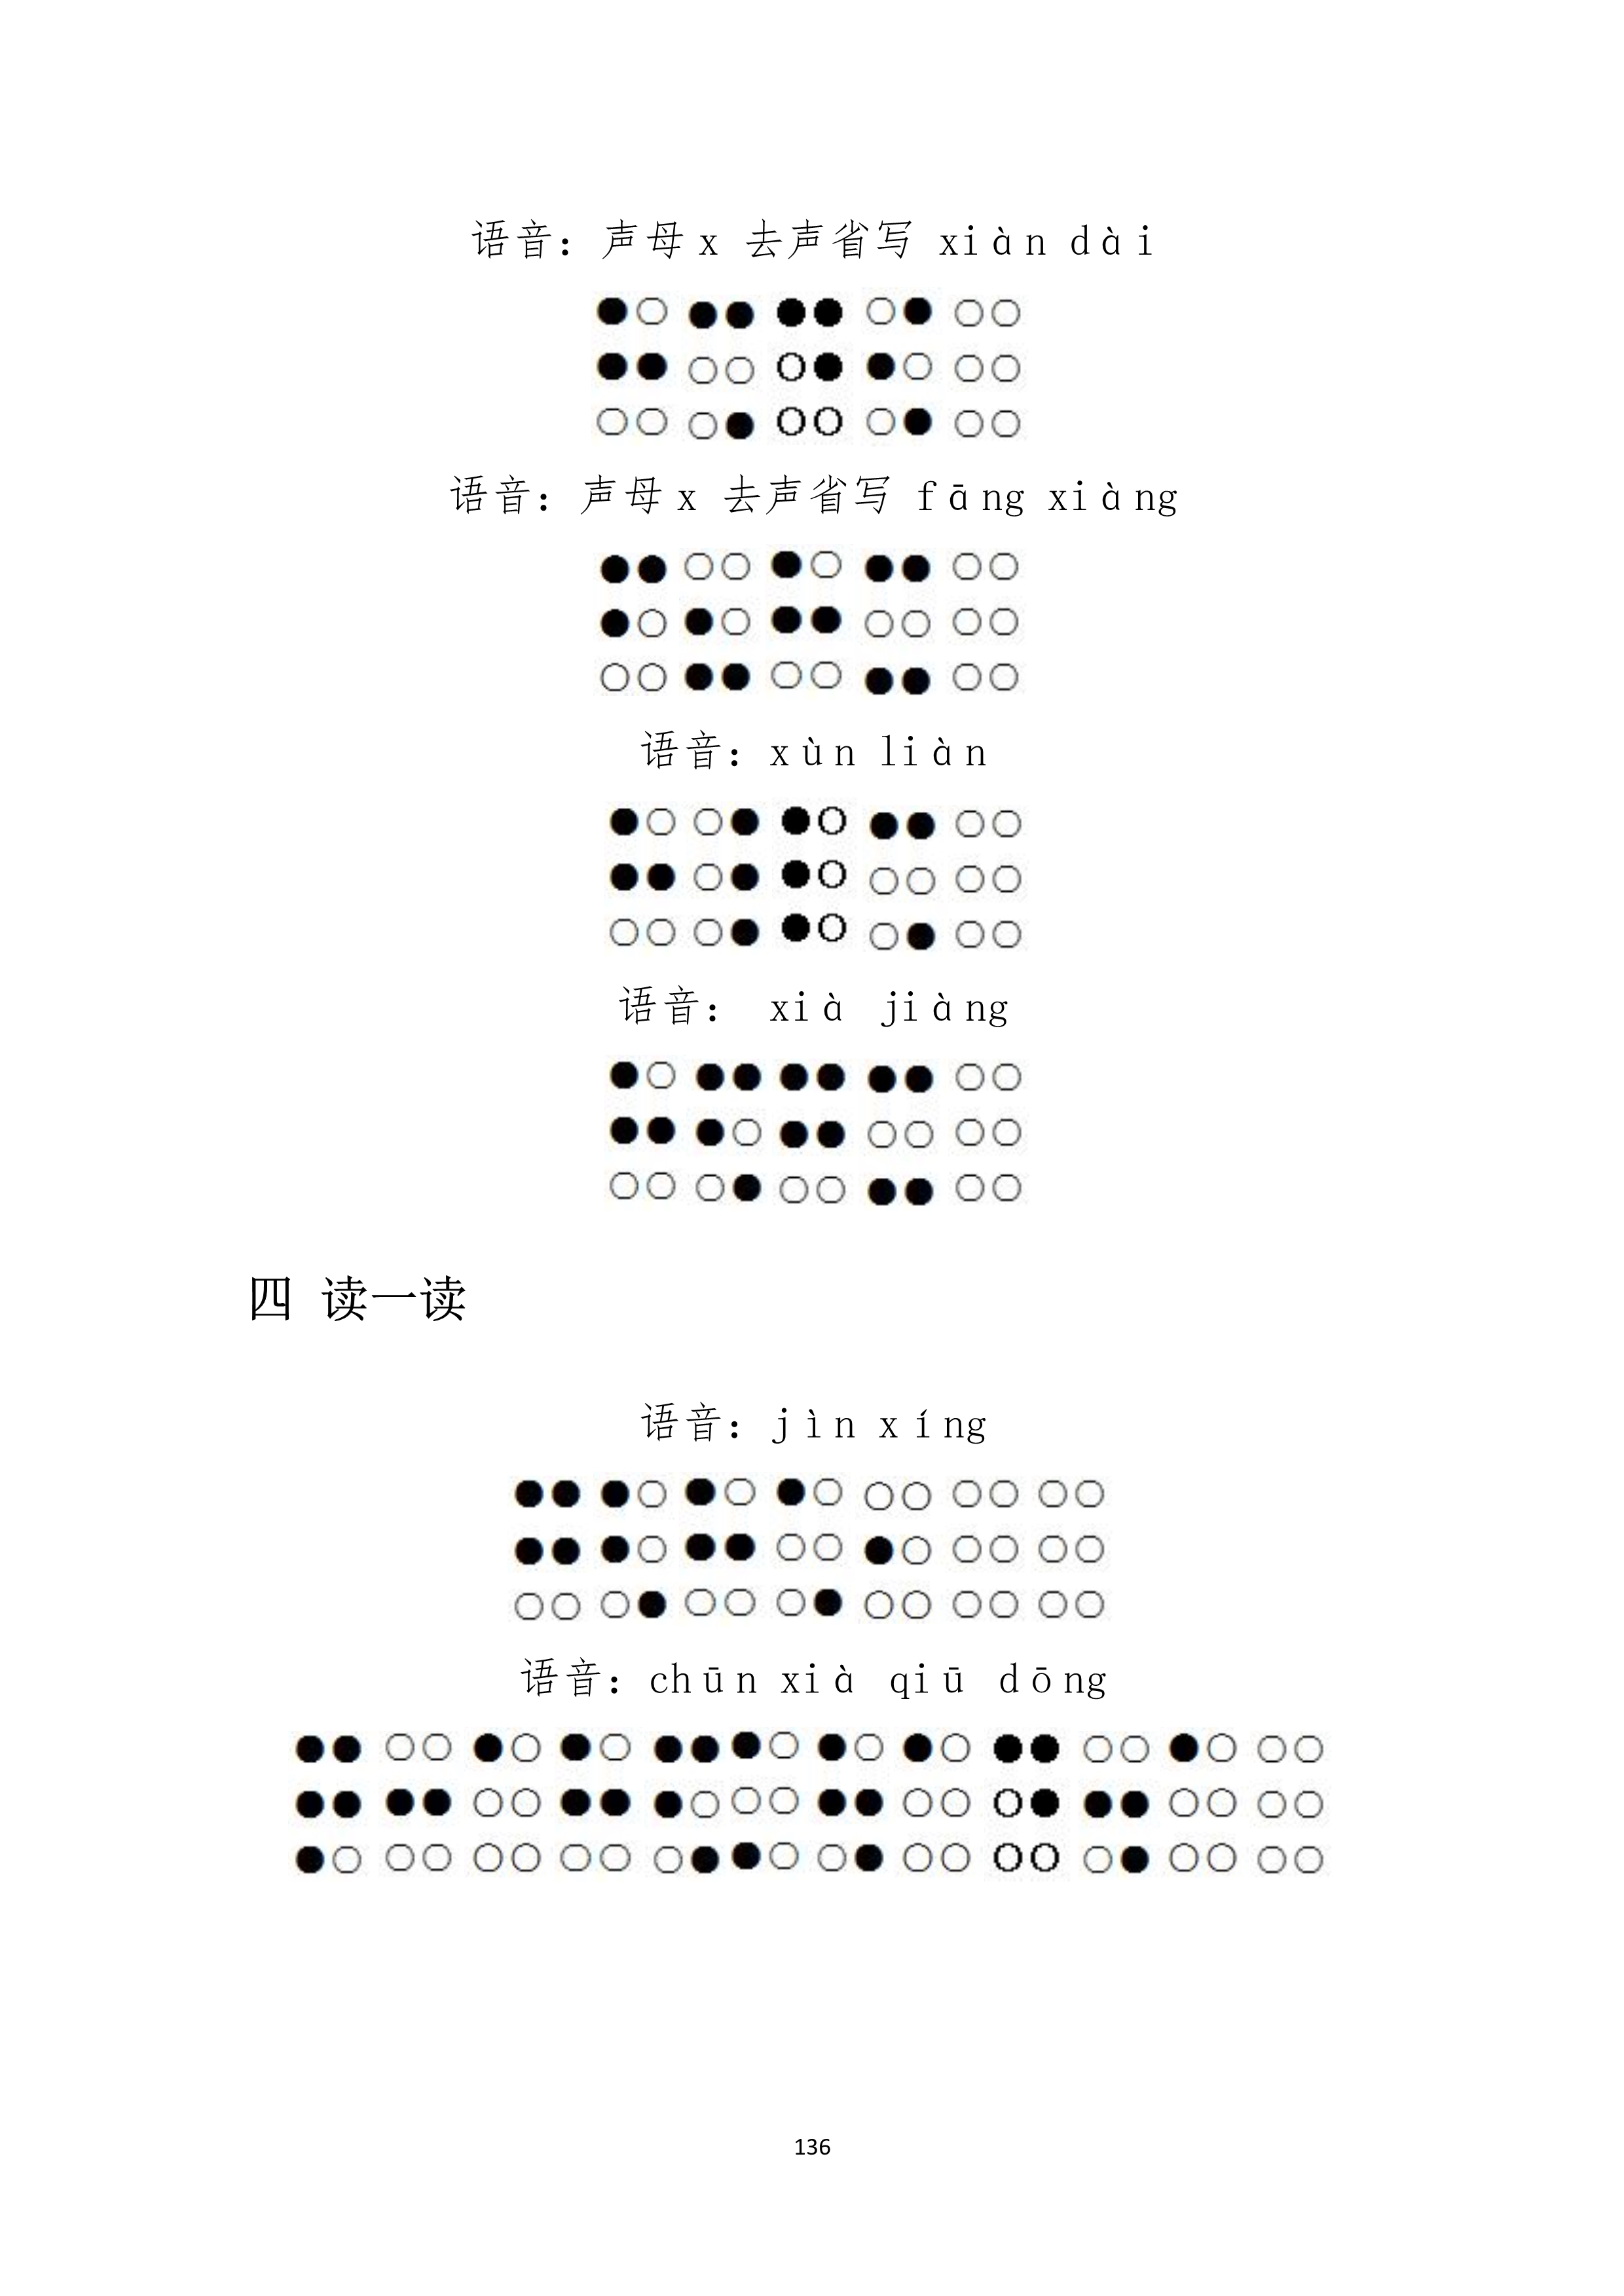 语音：声母 x 去声省写 xiàn dài
●○ ●● ●● ○● ○○
●● ○○ ○● ●○ ○○
○○ ○● ○○ ○● ○○
语音：声母 x 去声省写 fāng xiàng
●● ○○ ●○ ●● ○○
●○ ●○ ●● ○○ ○○
○○ ●● ○○ ●● ○○
语音：xùn liàn
●○ ○● ●○ ●● ○○
●● ○● ●○ ○○ ○○
○○ ○● ●○ ○● ○○
语音： xià jiàng
●○ ●● ●● ●● ○○
●● ●○ ●● ○○ ○○
○○ ○● ○○ ●● ○○
四 读一读
语音：jìn xíng
●● ●○ ●○ ●○ ○○ ○○ ○○
●● ●○ ●● ○○ ●○ ○○ ○○
○○ ○● ○○ ○● ○○ ○○ ○○
语音：chūn xià qiū dōng
●● ○○ ●○ ●○ ●● ●○ ●○ ●○ ●● ○○ ●○ ○○
●● ●● ○○ ●● ●○ ○○ ●● ○○ ○● ●● ○○ ○○
●○ ○○ ○○ ○○ ○● ●○ ○● ○○ ○○ ○● ○○ ○○
136